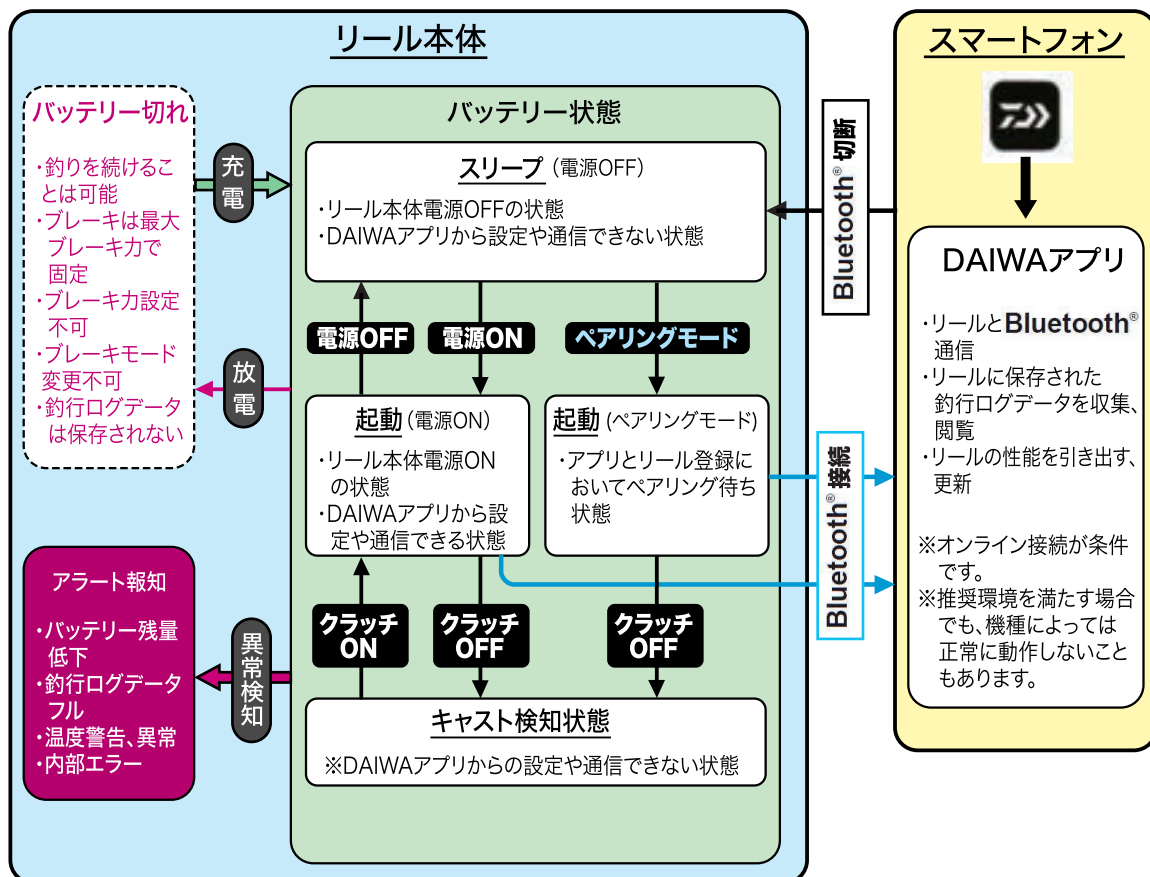 リール本体
バッテリー切れ
・釣りを続けるこ
とは可能
・ブレーキは最大
ブレーキ力で
固定
・ブレーキ力設定
不可
・ブレーキモード
変更不可
・釣行ログデータ
は保存されない
充電
放電
アラート報知
・バッテリー残量
低下
・釣行ログデータ
フル
・温度警告、異常
・内部エラー
異常検知
バッテリー状態
スリープ(電源OFF)
・リール本体電源OFFの状態
・DAIWAアプリから設定や通信できない状態
電源OFF
電源ON
ペアリングモード
起動(電源ON)
・リール本体電源ON
の状態
・DAIWAアプリから設
定や通信できる状態
起動(ペアリングモード)
・アプリとリール登録に
おいてペアリング待ち
状態
クラッチ
ON
クラッチ
OFF
クラッチ
OFF
キャスト検知状態
※DAIWAアプリからの設定や通信できない状態
Bluetooth® 切断
Bluetooth® 接続
スマートフォン
DAIWAアプリ
・リールとBluetooth®
通信
・リールに保存された
釣行ログデータを収集、
閲覧
・リールの性能を引き出す、
更新
※オンライン接続が条件
です。
※推奨環境を満たす場合
でも、機種によっては
正常に動作しないこと
もあります。